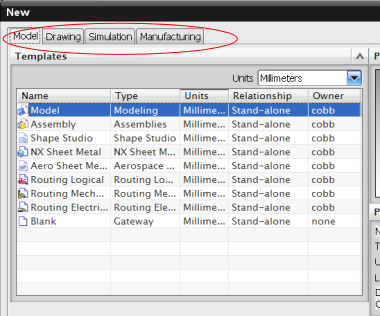 New
Model Drawing Simulation Manufacturing
Templates
Units Millimeters
Name Type Units Relationship Owner
Model Modeling Millime... Stand-alone cobb
Assembly Assemblies Millime... Stand-alone cobb
Shape Studio Shape Studio Millime... Stand-alone cobb
NX Sheet Metal NX Sheet M... Millime... Stand-alone cobb
Aero Sheet Me... Aerospace ... Millime... Stand-alone cobb
Routing Logical Routing Lo... Millime... Stand-alone cobb
Routing Mech... Routing Me... Millime... Stand-alone cobb
Routing Electri... Routing Ele... Millime... Stand-alone cobb
Blank Gateway Millime... Stand-alone none